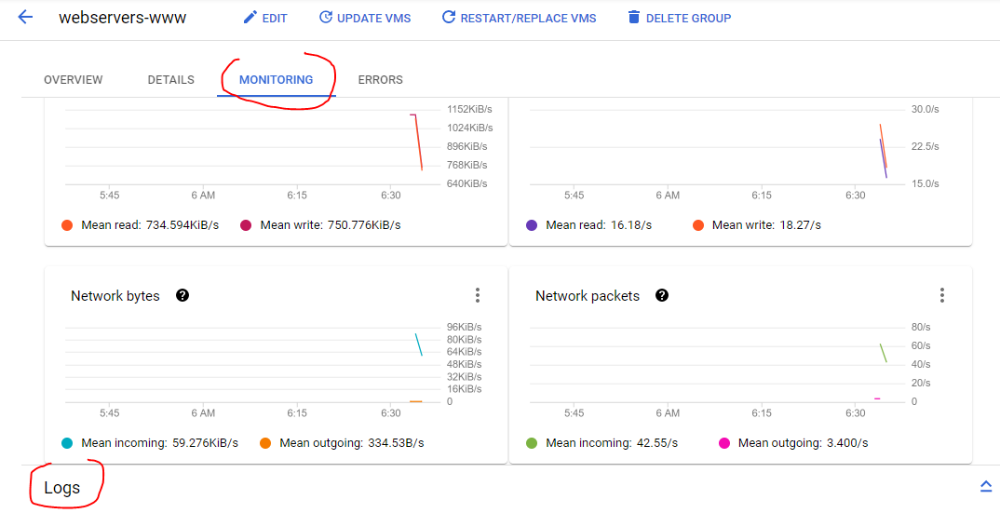 webservers-www EDIT UPDATE VMS RESTART/REPLACE VMS DELETE GROUP
OVERVIEW DETAILS MONITORING ERRORS
1152KiB/s
1024KiB/s
896KiB/s
768KiB/s
640KiB/s
5:45 6 AM 6:15 6:30
Mean read: 734.594KiB/s Mean write: 750.776KiB/s
30.0/s
22.5/s
15.0/s
5:45 6 AM 6:15 6:30
Mean read: 16.18/s Mean write: 18.27/s
Network bytes ?
96KiB/s
80KiB/s
64KiB/s
48KiB/s
32KiB/s
16KiB/s
0
5:45 6 AM 6:15 6:30
Mean incoming: 59.276KiB/s Mean outgoing: 334.53B/s
Network packets ?
80/s
60/s
40/s
20/s
0
5:45 6 AM 6:15 6:30
Mean incoming: 42.55/s Mean outgoing: 3.400/s
Logs